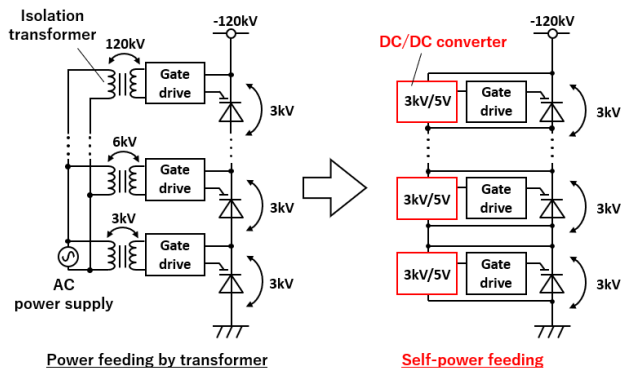 Isolation
transformer
120kV
-120kV
Gate
drive
3kV
6kV
Gate
drive
3kV
3kV
Gate
drive
3kV
AC
power supply
Power feeding by transformer
-120kV
DC/DC converter
3kV/5V
Gate
drive
3kV
3kV/5V
Gate
drive
3kV
3kV/5V
Gate
drive
3kV
Self-power feeding